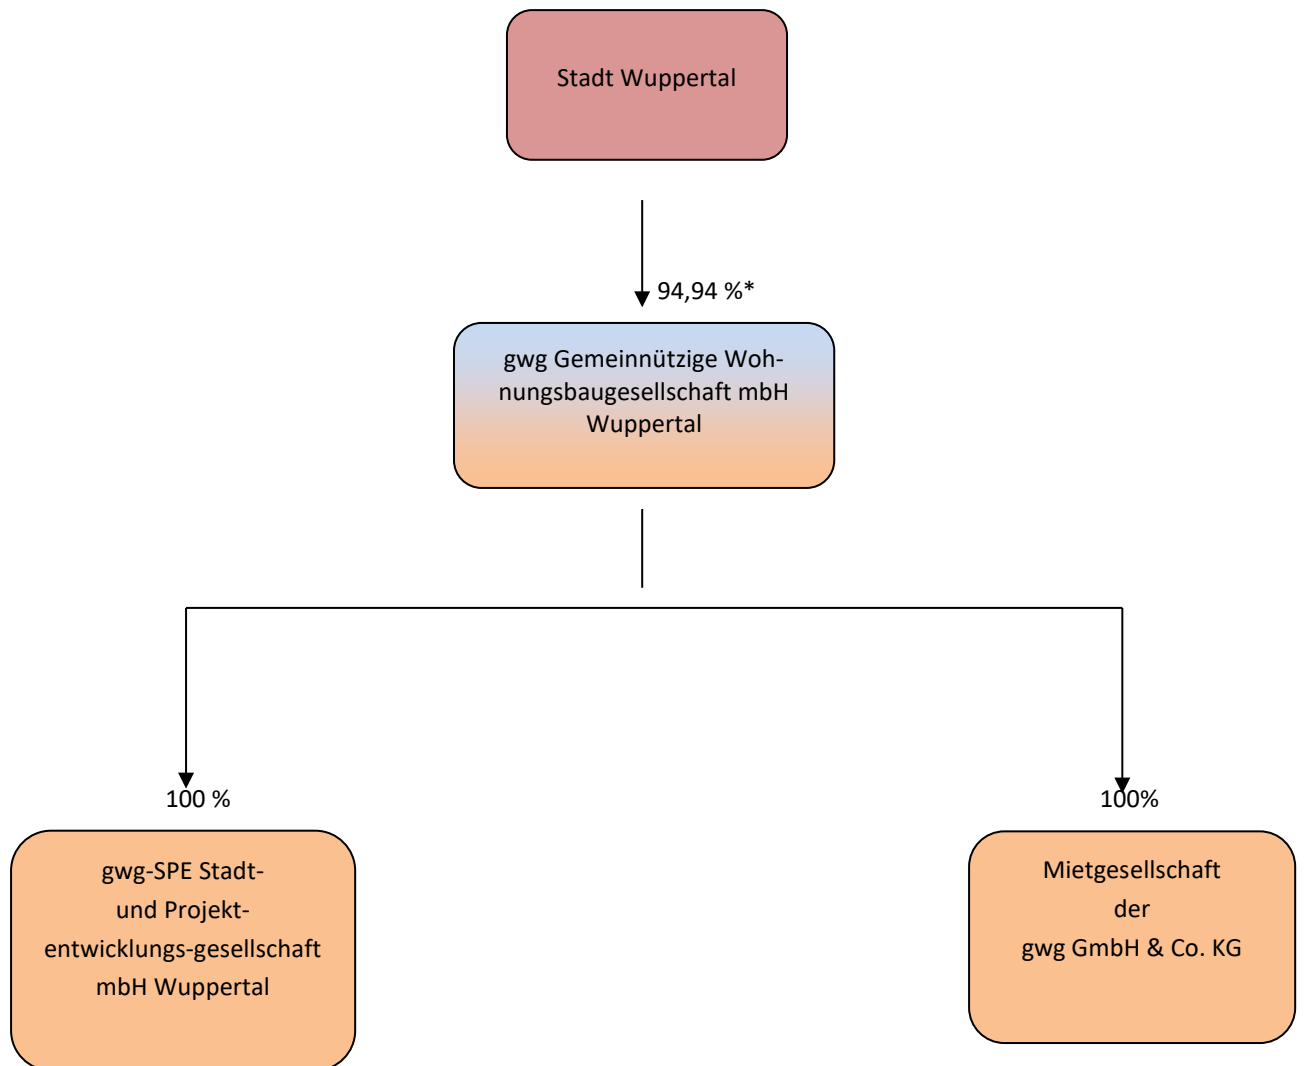 Stadt Wuppertal
94,94 %*
gwg Gemeinnützige Woh-
nungsbaugesellschaft mbH
Wuppertal
100 %
100%
gwg-SPE Stadt-
und Projekt-
entwicklungs-gesellschaft
mbH Wuppertal
Mietgesellschaft
der
gwg GmbH & Co. KG